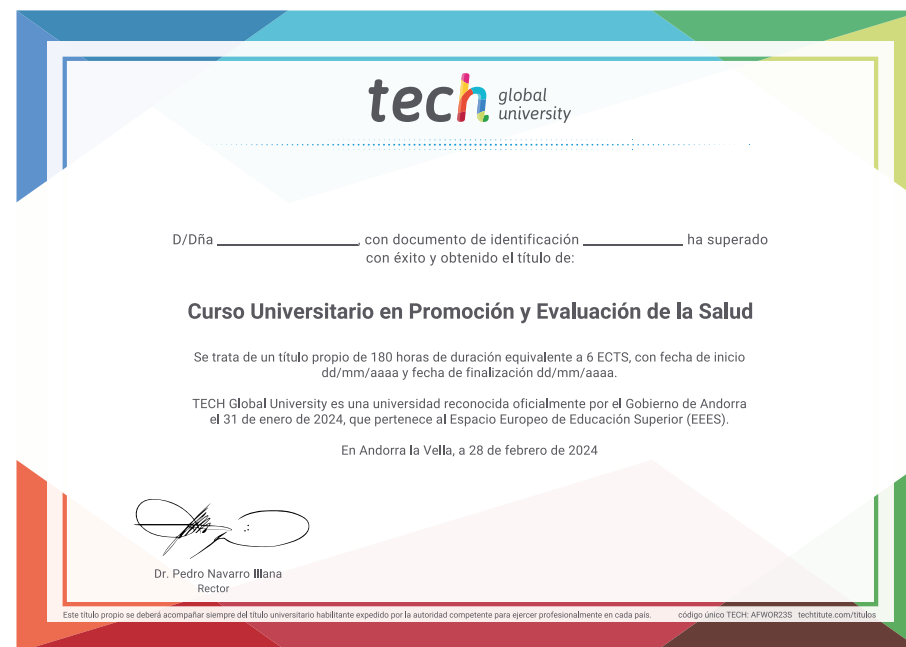 tech global university
D/Dña ____________, con documento de identificación ____________ ha superado
con éxito y obtenido el título de:
Curso Universitario en Promoción y Evaluación de la Salud
Se trata de un título propio de 180 horas de duración equivalente a 6 ECTS, con fecha de inicio
dd/mm/aaaa y fecha de finalización dd/mm/aaaa.
TECH Global University es una universidad reconocida oficialmente por el Gobierno de Andorra
el 31 de enero de 2024, que pertenece al Espacio Europeo de Educación Superior (EEES).
En Andorra la Vella, a 28 de febrero de 2024
Dr. Pedro Navarro Illana
Rector
Este título propio se deberá acompañar siempre del título universitario habilitante expedido por la autoridad competente para ejercer profesionalmente en cada país. código único TECH: AFWOR23S techtitute.com/titulos